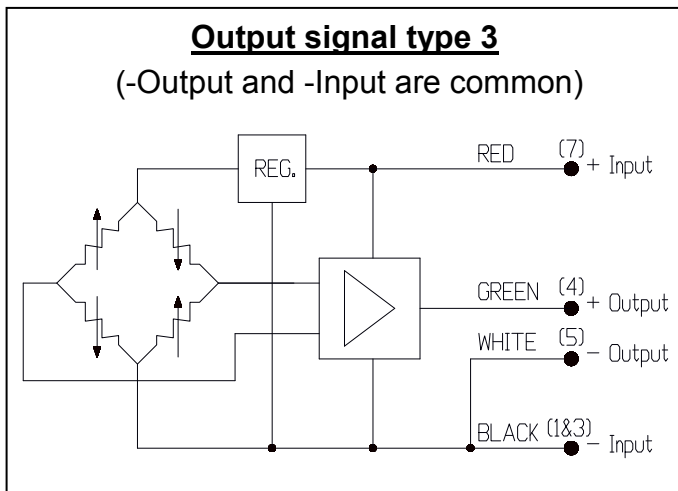 Output signal type 3
(-Output and -Input are common)
REG.
RED (7) + Input
GREEN (4) + Output
WHITE (5) - Output
BLACK (1&3) - Input